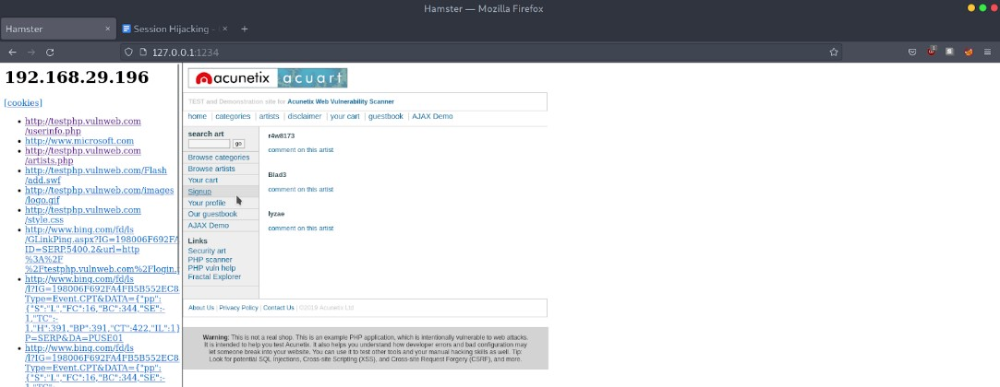 Hamster — Mozilla Firefox
Hamster
Session Hijacking -
127.0.0.1:1234
192.168.29.196
[cookies]
http://testphp.vulnweb.com
/userinfo.php
http://www.microsoft.com
http://testphp.vulnweb.com
/artists.php
http://testphp.vulnweb.com/Flash
/add.swf
http://testphp.vulnweb.com/images
/logo.gif
http://testphp.vulnweb.com
/style.css
http://www.bing.com/fd/ls
/GLinkPing.aspx?IG=198006F692FA
ID=SERP,5400.2&url=http
%3A%2F
%2Ftestphp.vulnweb.com%2Flogin.
http://www.bing.com/fd/ls
/l?IG=198006F692FA4FB5B552EC8
Type=Event.CPT&DATA={"pp":
{"S":"L","FC":16,"BC":344,"SE":-
1,"TC":-
1,"H":391,"BP":391,"CT":422,"IL":1}
P=SERP&DA=PUSE01
http://www.bing.com/fd/ls
/l?IG=198006F692FA4FB5B552EC8
Type=Event.CPT&DATA={"pp":
{"S":"L","FC":16,"BC":344,"SE":-
acunetix acuart
TEST and Demonstration site for Acunetix Web Vulnerability Scanner
home | categories | artists | disclaimer | your cart | guestbook | AJAX Demo
search art
go
Browse categories
Browse artists
Your cart
Signup
Your profile
Our guestbook
AJAX Demo
Links
Security art
PHP scanner
PHP vuln help
Fractal Explorer
r4w8173
comment on this artist
Blad3
comment on this artist
lyzae
comment on this artist
About Us | Privacy Policy | Contact Us | ©2019 Acunetix Ltd
Warning: This is not a real shop. This is an example PHP application, which is intentionally vulnerable to web attacks.
It is intended to help you test Acunetix. It also helps you understand how developer errors and bad configuration may
let someone break into your website. You can use it to test other tools and your manual hacking skills as well. Tip:
Look for potential SQL Injections, Cross-site Scripting (XSS), and Cross-site Request Forgery (CSRF), and more.